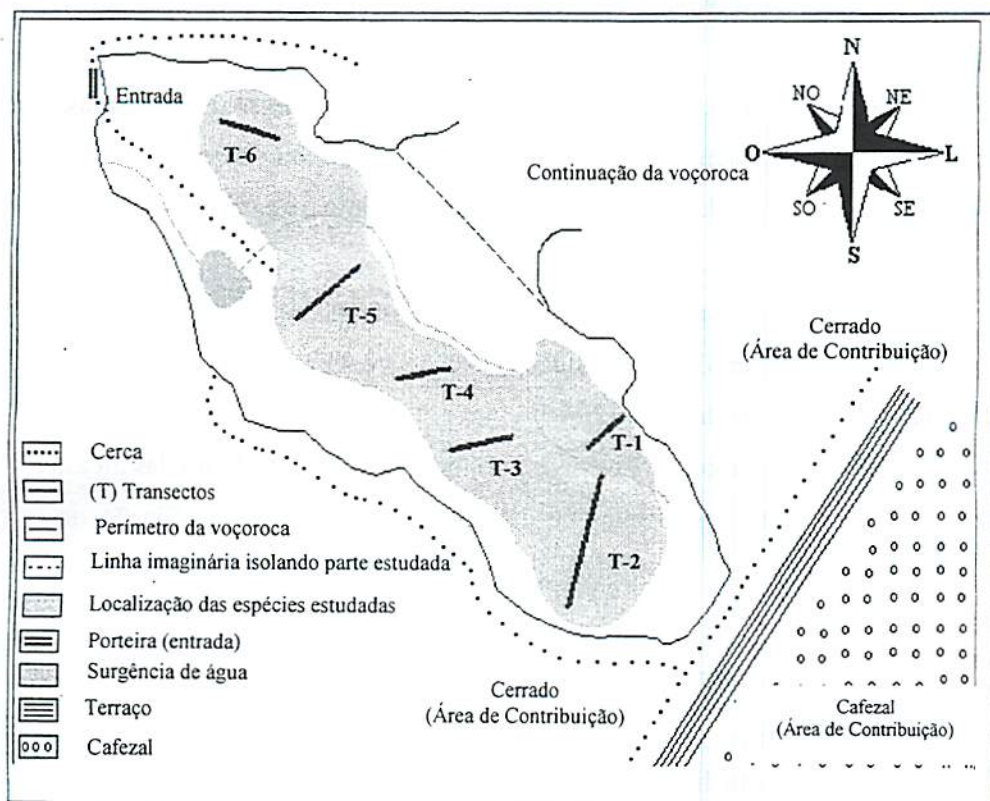 Entrada
T-6
T-5
T-4
T-3
T-1
T-2
Continuação da voçoroca
N
NO
NE
O
L
SO
SE
S
Cerrado
(Área de Contribuição)
Cerca
(T) Transectos
Perímetro da voçoroca
Linha imaginária isolando parte estudada
Localização das espécies estudadas
Porteira (entrada)
Surgência de água
Terraço
Cafezal
Cerrado
(Área de Contribuição)
Cafezal
(Área de Contribuição)